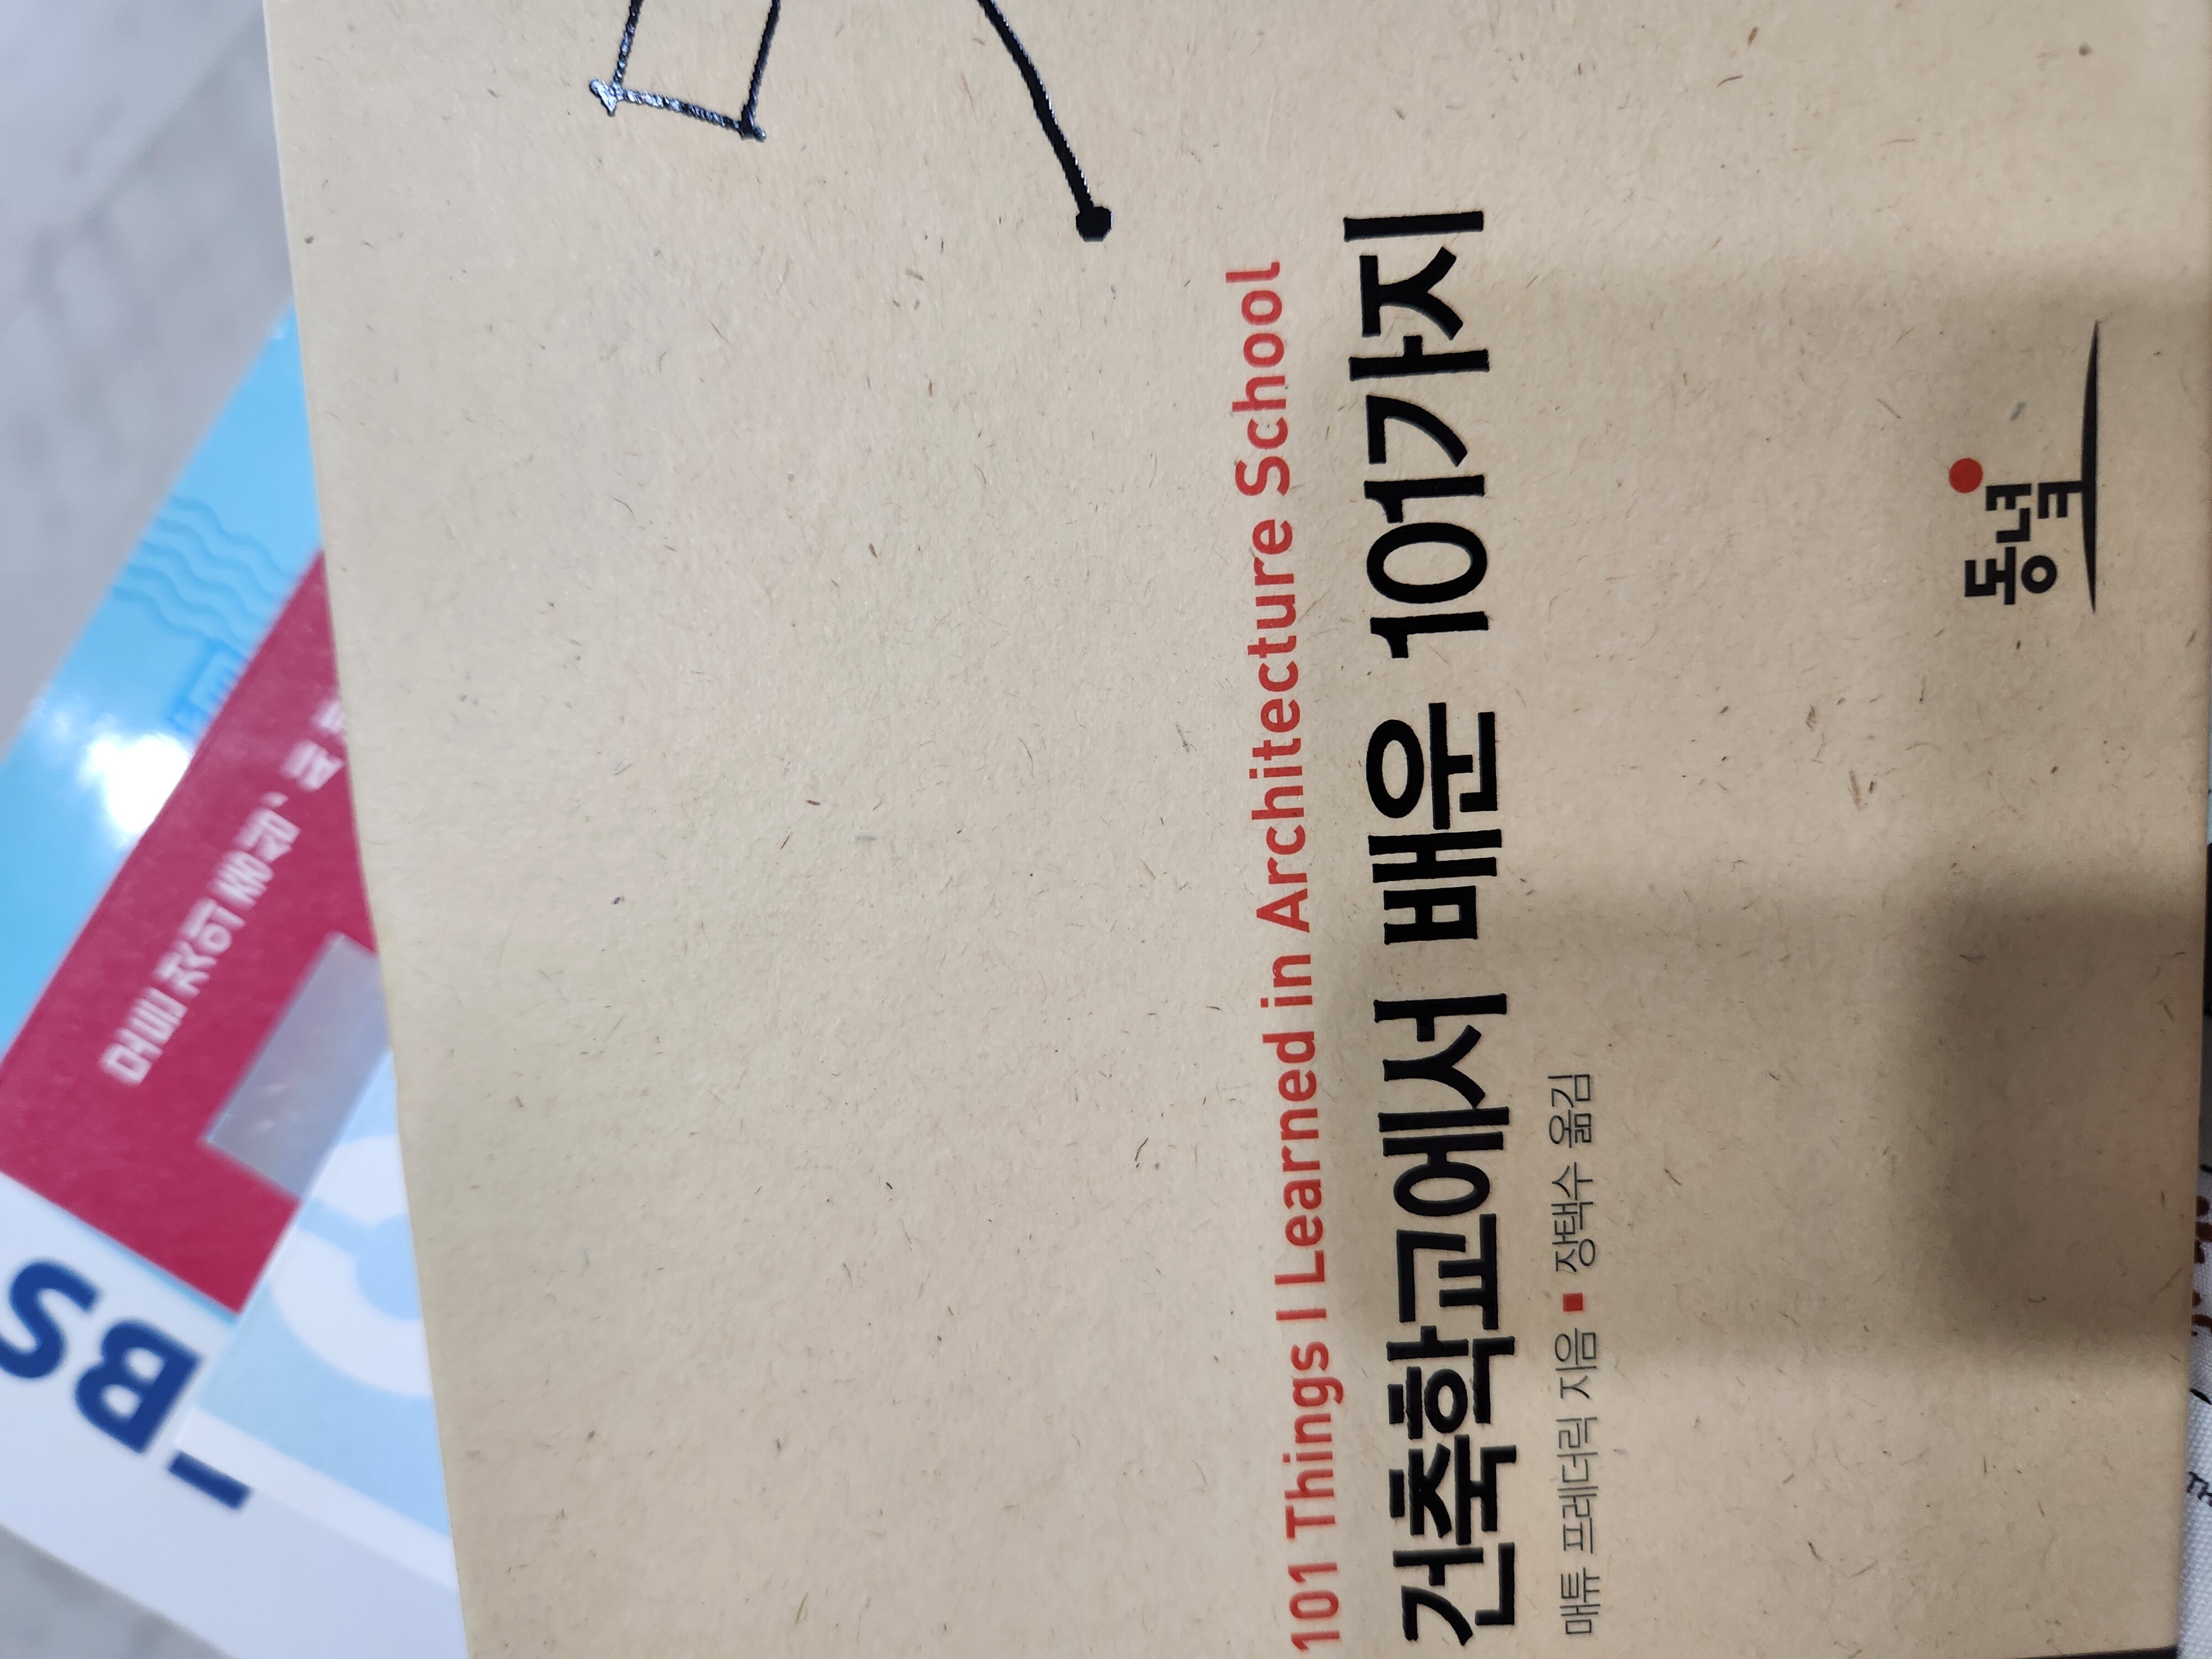 101 Things I Learned in Architecture School
건축학교에서 배운 101가지
매튜 프레더릭 지음 ▪ 장택수 옮김
동녘
BS